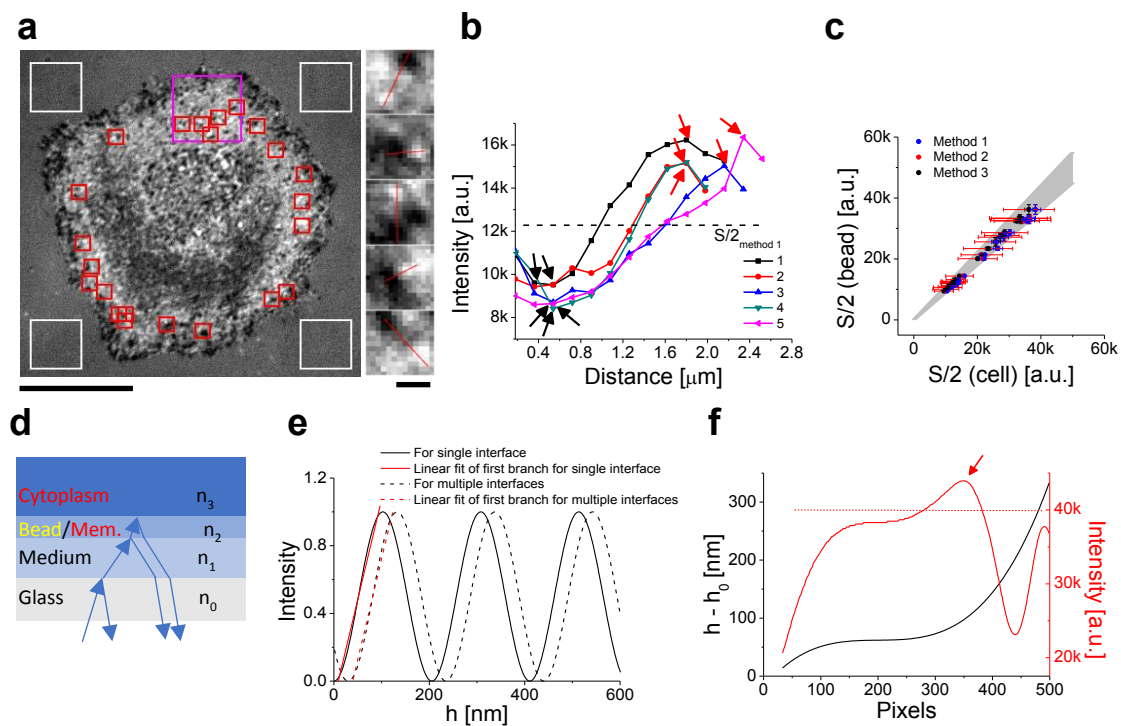 a
b
Intensity [a.u.]
16k
14k
12k
10k
8k
0.4 0.8 1.2 1.6 2.0 2.4 2.8
Distance [μm]
S/2 method 1
1
2
3
4
5
c
S/2 (bead) [a.u.]
60k
40k
20k
0
Method 1
Method 2
Method 3
0 20k 40k 60k
S/2 (cell) [a.u.]
d
Cytoplasm n3
Bead/Mem. n2
Medium n1
Glass n0
e
For single interface
Linear fit of first branch for single interface
For multiple interfaces
Linear fit of first branch for multiple interfaces
Intensity
1.2
0.8
0.4
0.0
0 200 400 600
h [nm]
f
h - h0 [nm]
300
200
100
0
0 100 200 300 400 500
Pixels
40k
30k
20k
Intensity [a.u.]